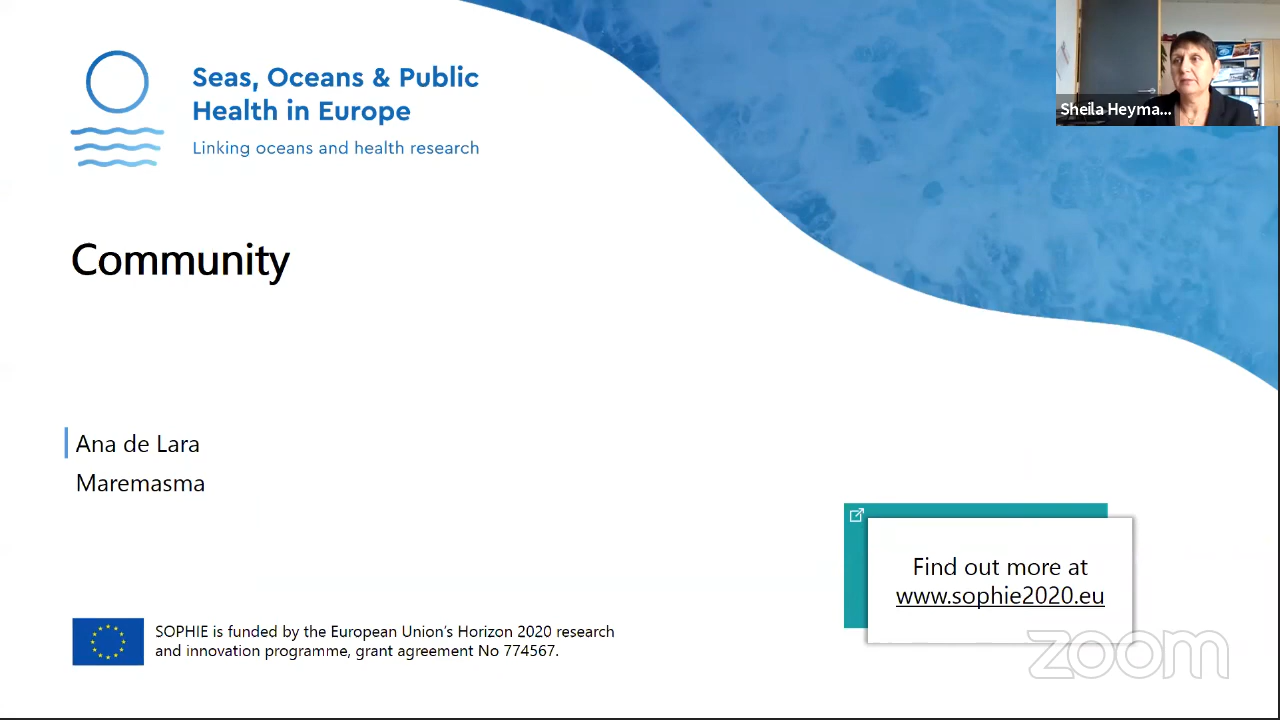 Seas, Oceans & Public
Health in Europe
Linking oceans and health research
Sheila Heyma...
Community
Ana de Lara
Maremasma
Find out more at
www.sophie2020.eu
SOPHIE is funded by the European Union's Horizon 2020 research
and innovation programme, grant agreement No 774567.
zoom